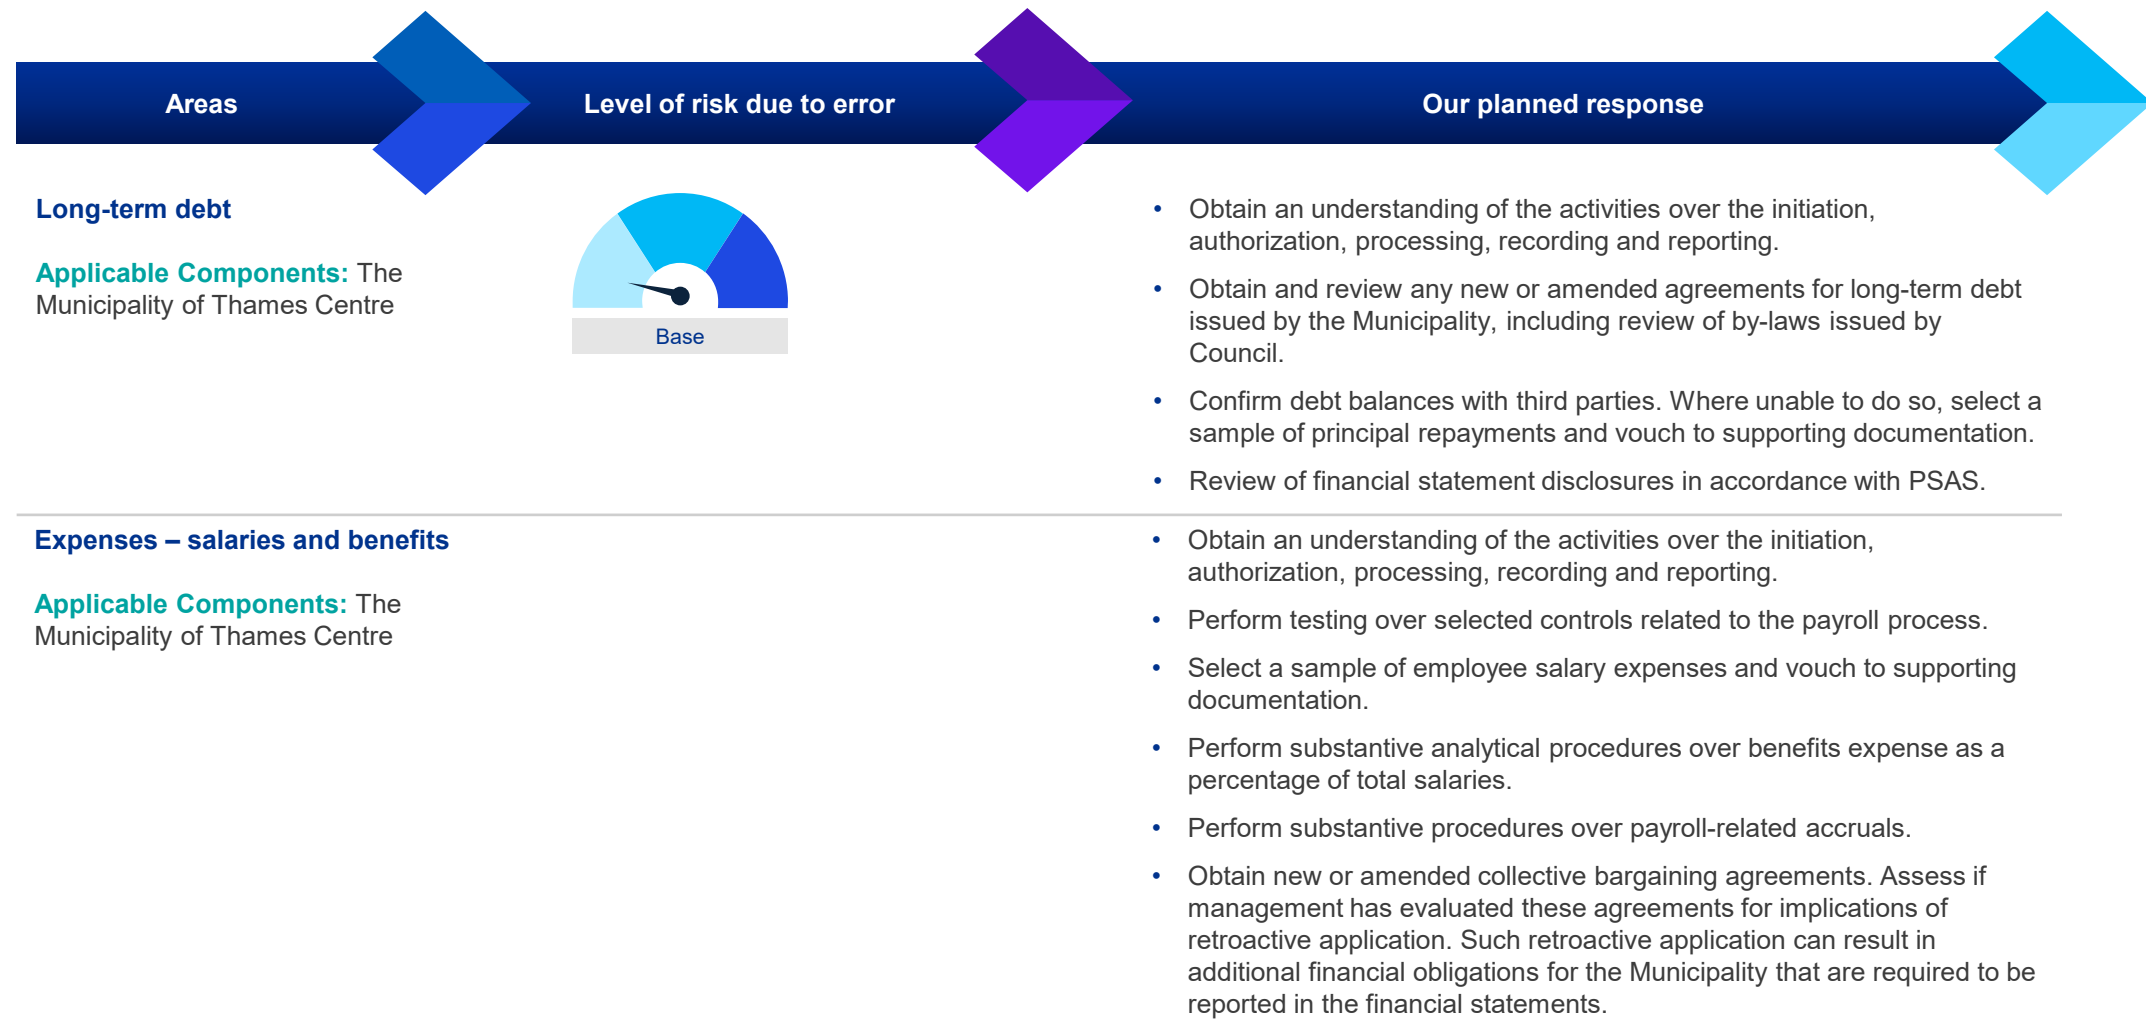 Areas
Level of risk due to error
Our planned response
Long-term debt
Applicable Components: The
Municipality of Thames Centre
Base
• Obtain an understanding of the activities over the initiation,
authorization, processing, recording and reporting.
• Obtain and review any new or amended agreements for long-term debt
issued by the Municipality, including review of by-laws issued by
Council.
• Confirm debt balances with third parties. Where unable to do so, select a
sample of principal repayments and vouch to supporting documentation.
• Review of financial statement disclosures in accordance with PSAS.
Expenses – salaries and benefits
Applicable Components: The
Municipality of Thames Centre
• Obtain an understanding of the activities over the initiation,
authorization, processing, recording and reporting.
• Perform testing over selected controls related to the payroll process.
• Select a sample of employee salary expenses and vouch to supporting
documentation.
• Perform substantive analytical procedures over benefits expense as a
percentage of total salaries.
• Perform substantive procedures over payroll-related accruals.
• Obtain new or amended collective bargaining agreements. Assess if
management has evaluated these agreements for implications of
retroactive application. Such retroactive application can result in
additional financial obligations for the Municipality that are required to be
reported in the financial statements.